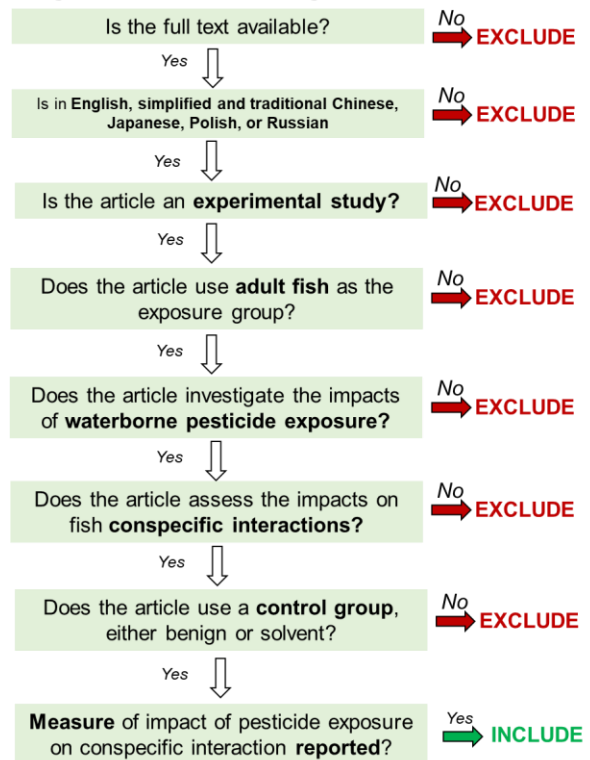 Is the full text available?
No
EXCLUDE
Yes
Is in English, simplified and traditional Chinese,
Japanese, Polish, or Russian
No
EXCLUDE
Yes
Is the article an experimental study?
No
EXCLUDE
Yes
Does the article use adult fish as the
exposure group?
No
EXCLUDE
Yes
Does the article investigate the impacts
of waterborne pesticide exposure?
No
EXCLUDE
Yes
Does the article assess the impacts on
fish conspecific interactions?
No
EXCLUDE
Yes
Does the article use a control group,
either benign or solvent?
No
EXCLUDE
Yes
Measure of impact of pesticide exposure
on conspecific interaction reported?
Yes
INCLUDE